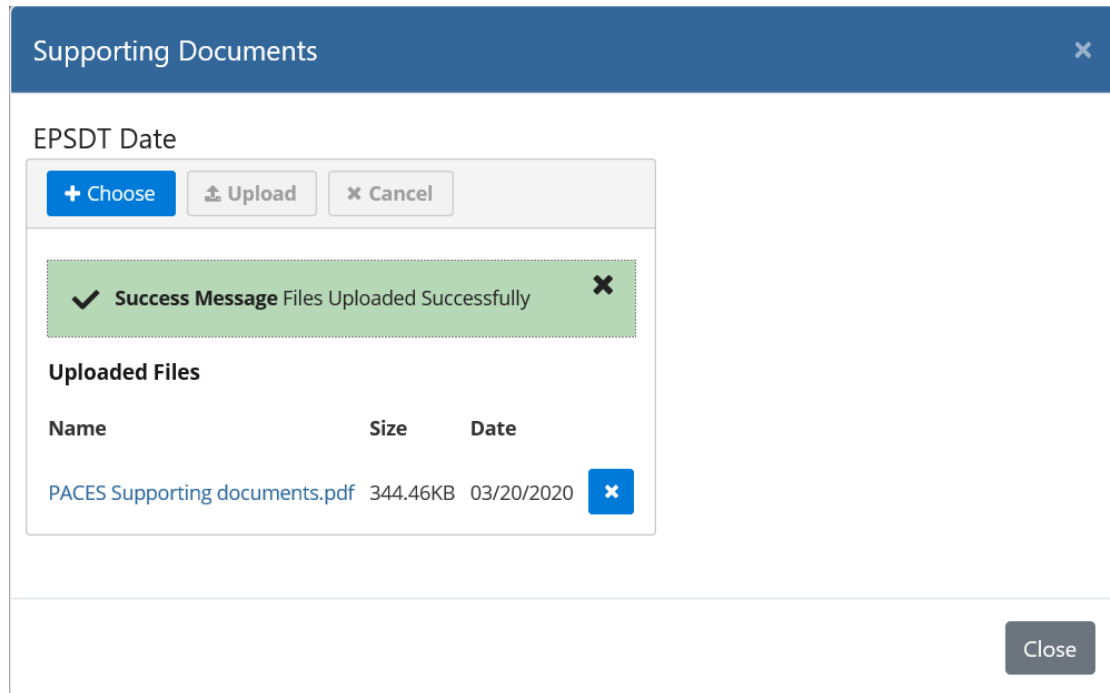 Supporting Documents
EPSDT Date
Choose Upload Cancel
Success Message Files Uploaded Successfully
Uploaded Files
Name Size Date
PACES Supporting documents.pdf 344.46KB 03/20/2020
Close